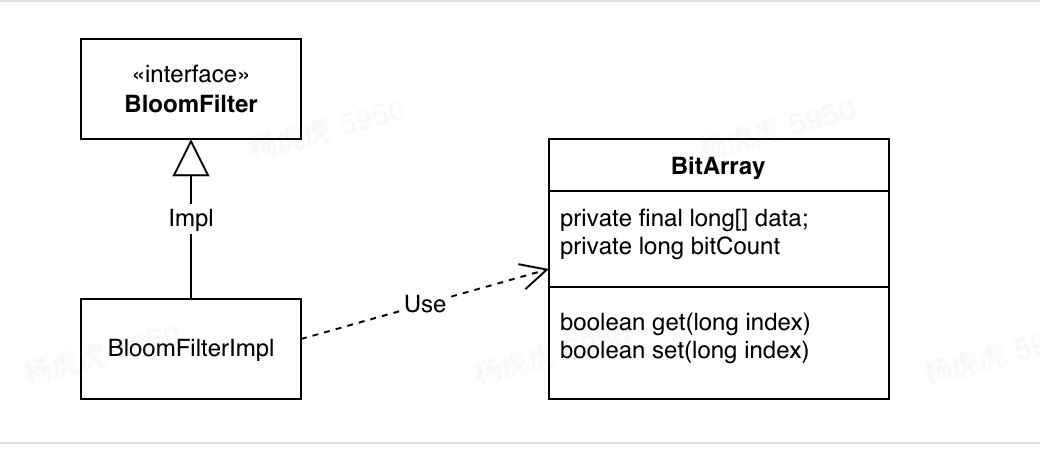 «interface»
BloomFilter
杨虎虎 5950
杨虎虎 5950
BitArray
Impl
private final long[] data;
private long bitCount
Use
BloomFilterImpl
boolean get(long index)
boolean set(long index)
杨虎虎 5950
杨虎虎 5950
杨虎虎 59